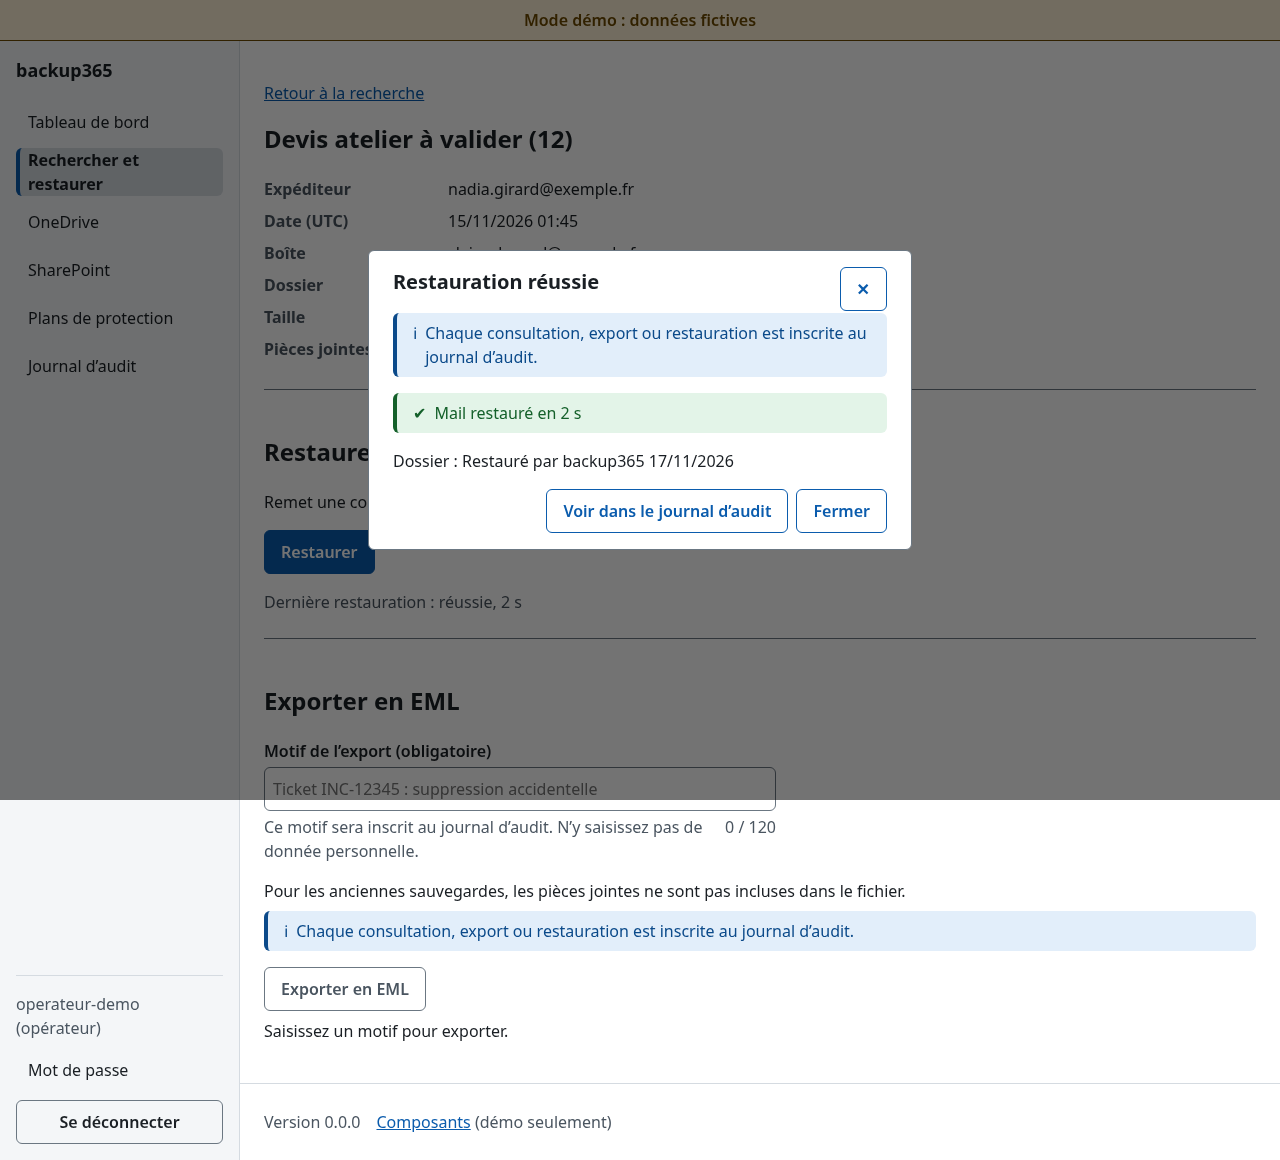 Mode démo : données fictives
backup365
Tableau de bord
Rechercher et
restaurer
OneDrive
SharePoint
Plans de protection
Journal d’audit
operateur-demo
(opérateur)
Mot de passe
Se déconnecter
Retour à la recherche
Devis atelier à valider (12)
Expéditeur nadia.girard@exemple.fr
Date (UTC) 15/11/2026 01:45
Boîte
Dossier
Taille
Pièces jointes
Restauration réussie
×
i Chaque consultation, export ou restauration est inscrite au
journal d’audit.
✔ Mail restauré en 2 s
Dossier : Restauré par backup365 17/11/2026
Voir dans le journal d’audit Fermer
Remet une co
Restaurer
Dernière restauration : réussie, 2 s
Exporter en EML
Motif de l’export (obligatoire)
Ticket INC-12345 : suppression accidentelle
Ce motif sera inscrit au journal d’audit. N’y saisissez pas de 0 / 120
donnée personnelle.
Pour les anciennes sauvegardes, les pièces jointes ne sont pas incluses dans le fichier.
i Chaque consultation, export ou restauration est inscrite au journal d’audit.
Exporter en EML
Saisissez un motif pour exporter.
Version 0.0.0 Composants (démo seulement)